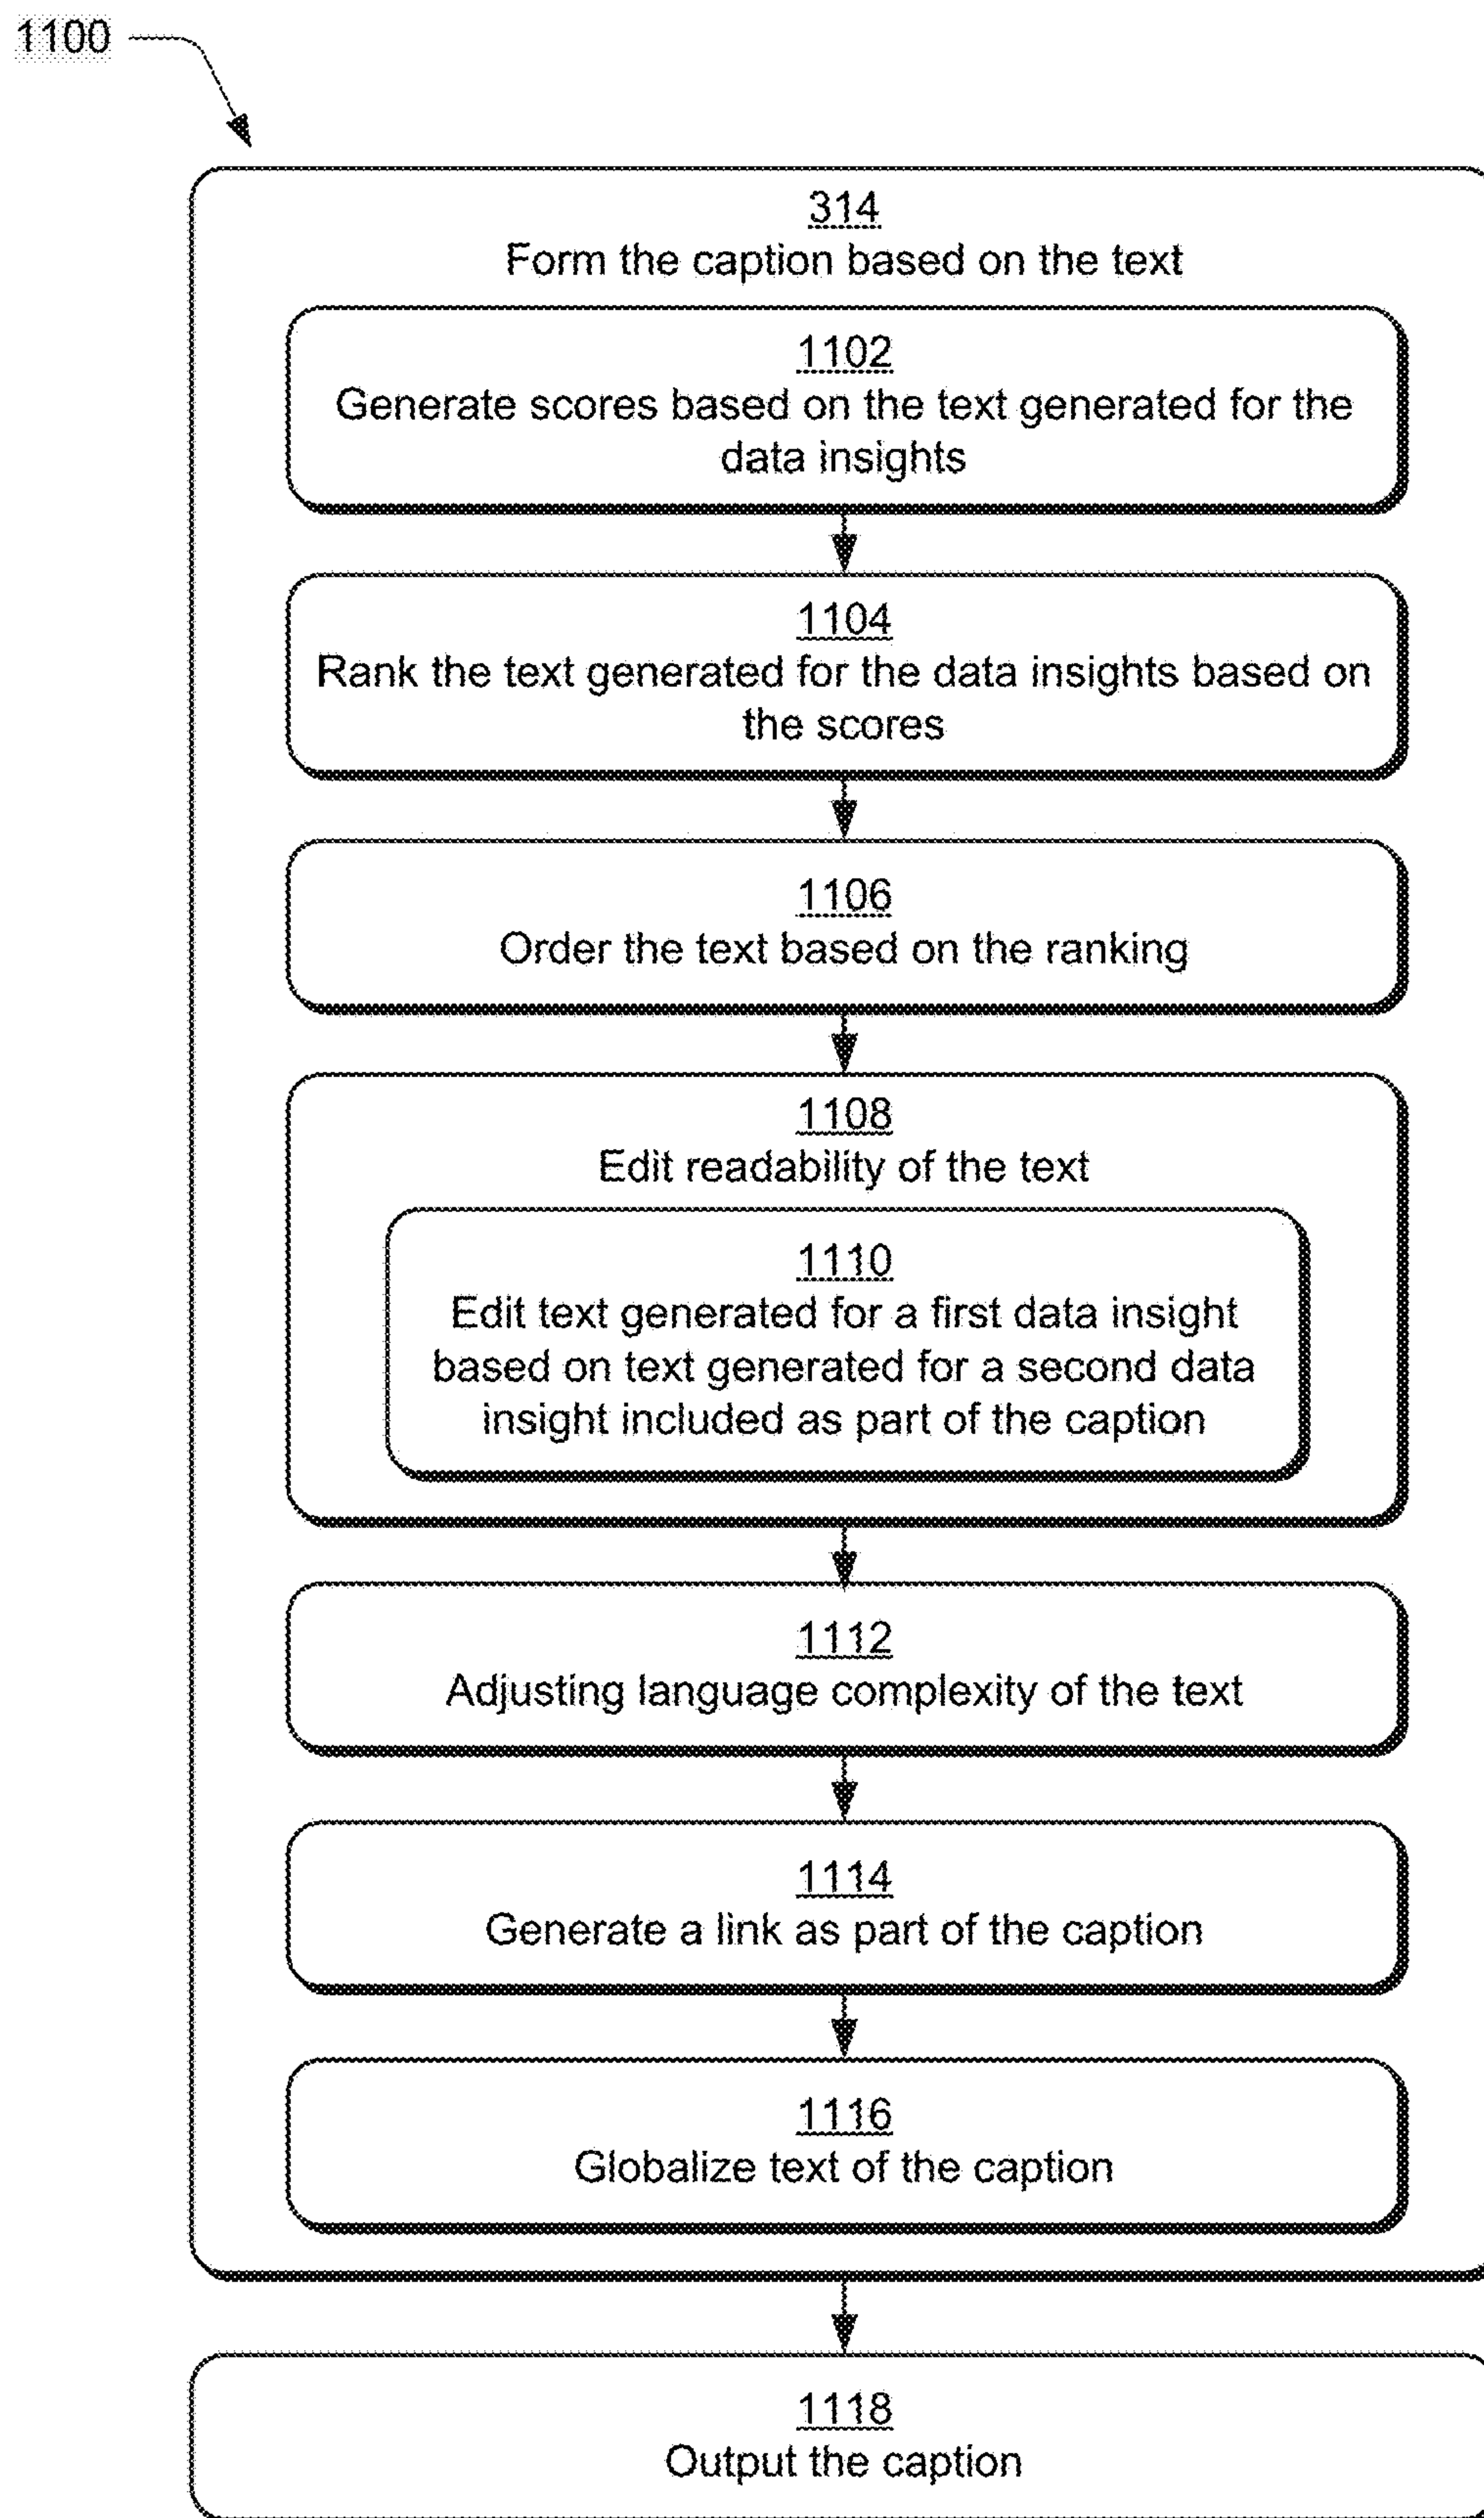 1100
314
Form the caption based on the text
1102
Generate scores based on the text generated for the
data insights
1104
Rank the text generated for the data insights based on
the scores
1106
Order the text based on the ranking
1108
Edit readability of the text
1110
Edit text generated for a first data insight
based on text generated for a second data
insight included as part of the caption
1112
Adjusting language complexity of the text
1114
Generate a link as part of the caption
1116
Globalize text of the caption
1118
Output the caption